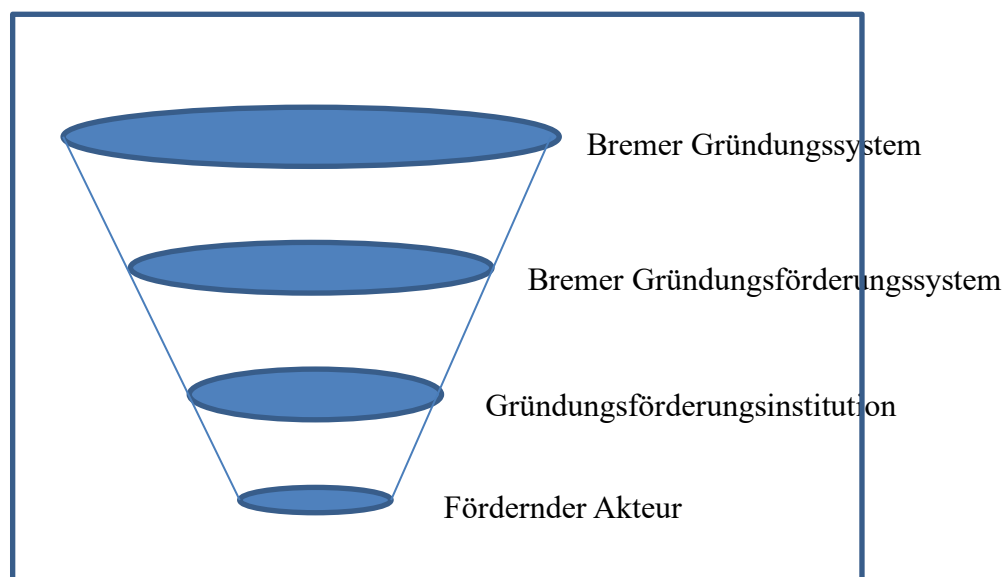 Bremer Gründungssystem
Bremer Gründungsförderungssystem
Gründungsförderungsinstitution
Fördernder Akteur